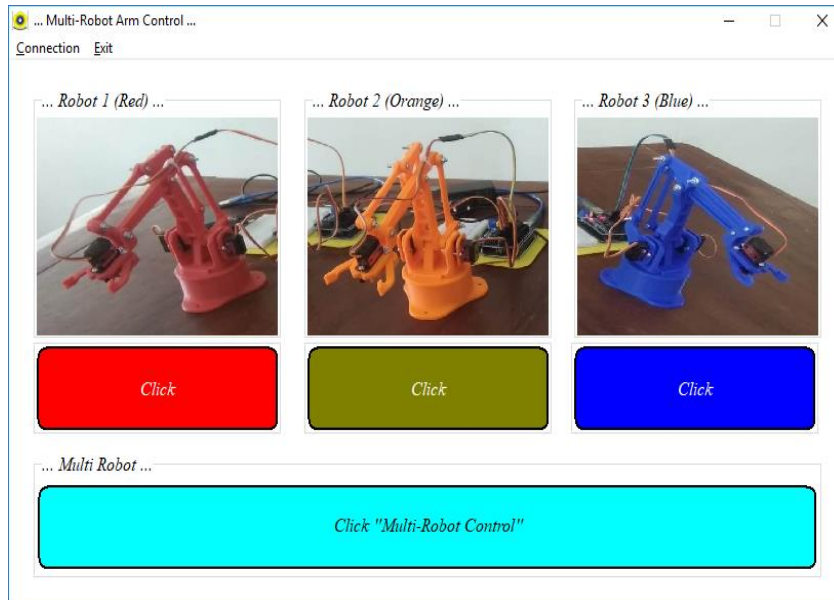 ... Multi-Robot Arm Control ...
Connection Exit
... Robot 1 (Red) ...
... Robot 2 (Orange) ...
... Robot 3 (Blue) ...
Click
Click
Click
... Multi Robot ...
Click "Multi-Robot Control"